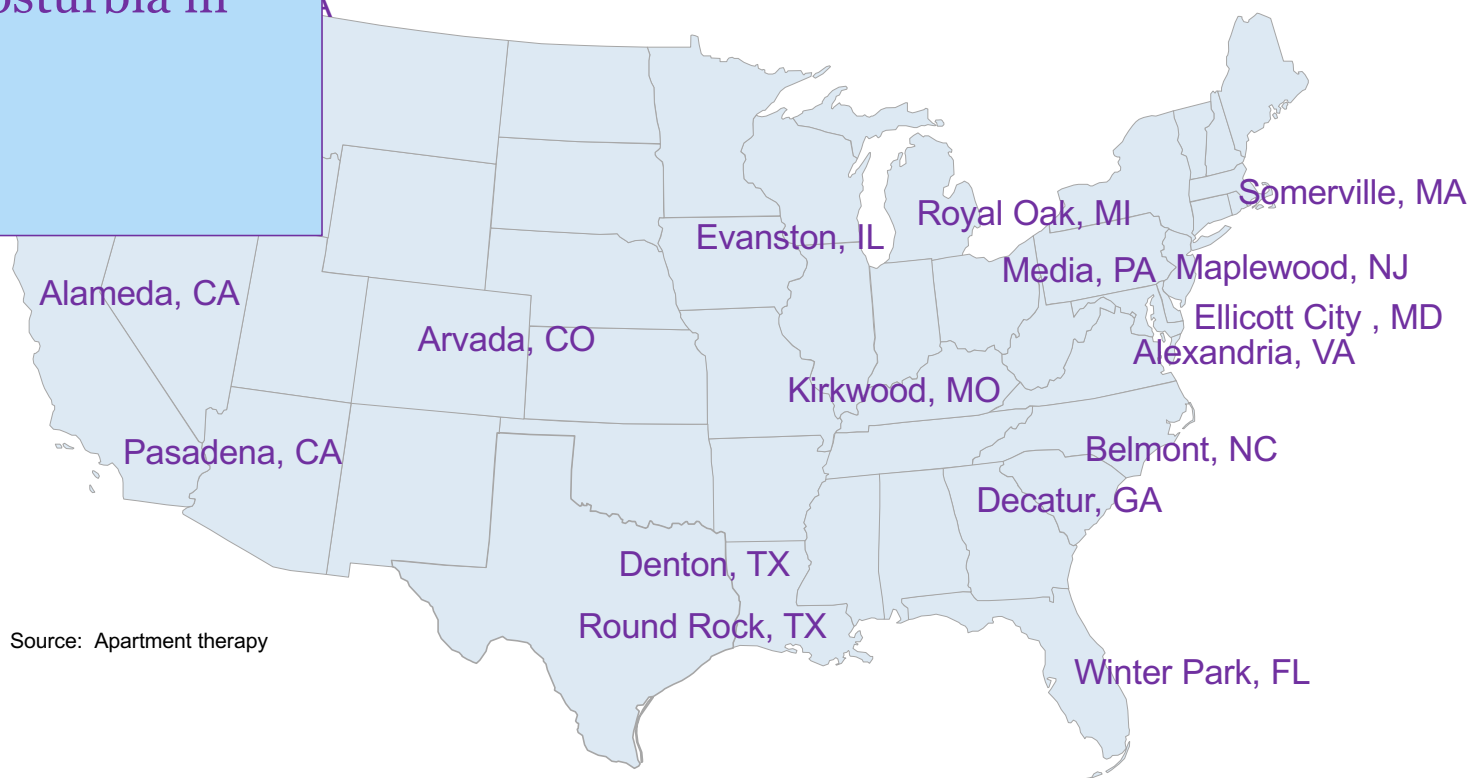 Somerville, MA
Royal Oak, MI
Evanston, IL
Media, PA
Maplewood, NJ
Alameda, CA
Ellicott City , MD
Arvada, CO
Alexandria, VA
Kirkwood, MO
Pasadena, CA
Belmont, NC
Decatur, GA
Denton, TX
Round Rock, TX
Source: Apartment therapy
Winter Park, FL